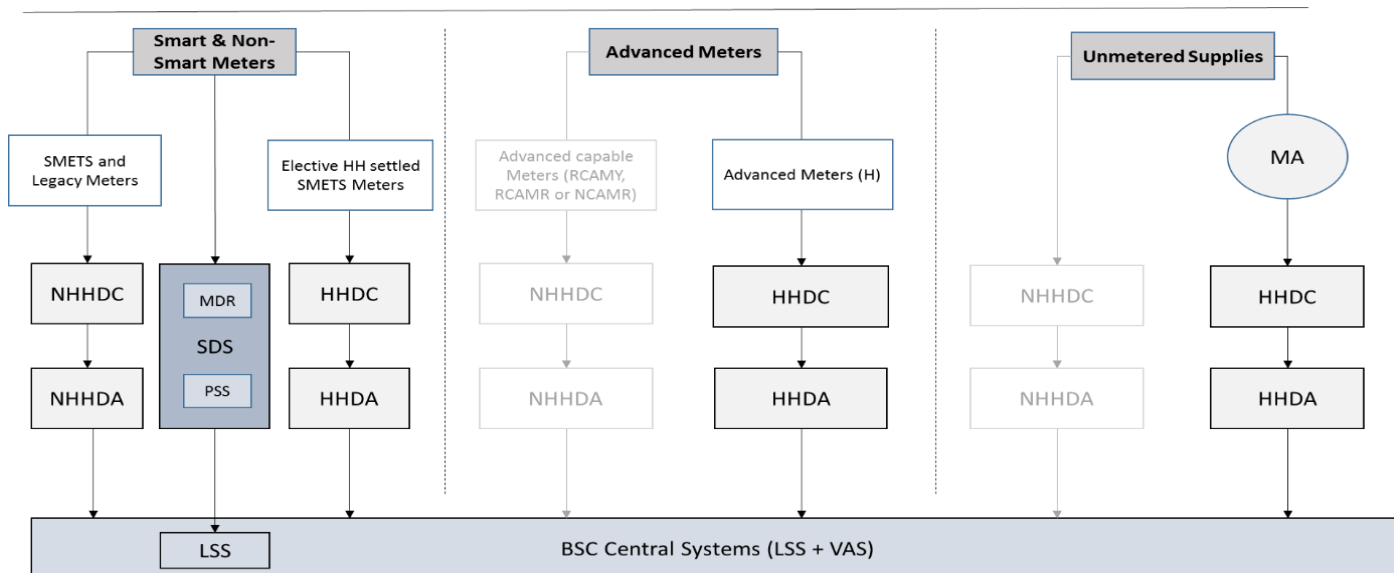 Smart & Non-
Smart Meters
Advanced Meters
Unmetered Supplies
SMETS and
Legacy Meters
Elective HH settled
SMETS Meters
Advanced capable
Meters (RCAMY,
RCAMR or NCAMR)
Advanced Meters (H)
MA
NHHDC
MDR
SDS
PSS
HHDC
NHHDC
HHDC
NHHDC
HHDC
NHHDA
HHDA
NHHDA
HHDA
NHHDA
HHDA
LSS
BSC Central Systems (LSS + VAS)